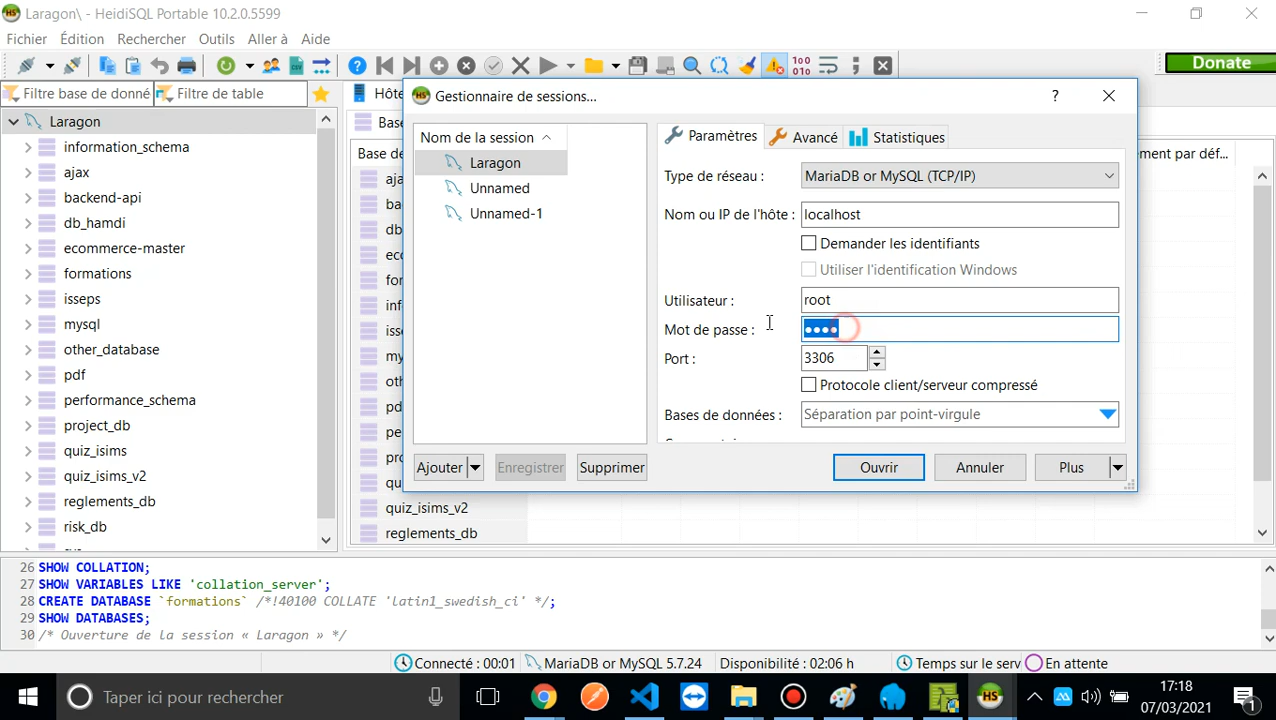 Laragon\ - HeidiSQL Portable 10.2.0.5599
Fichier Édition Rechercher Outils Aller à Aide
Donate
Filtre base de donné Filtre de table Hôte
Laragon
information_schema
ajax
backend-api
db_andi
ecommerce-master
formations
isseps
mysql
other_database
pdf
performance_schema
project_db
quiz_isims
quiz_isims_v2
reglements_db
risk_db
Base
Base de
ment par déf...
quiz_isims_v2
reglements_db
Gestionnaire de sessions...
Nom de la session
Laragon
Unnamed
Unnamed-1
Paramètres Avancé Statistiques
Type de réseau : MariaDB or MySQL (TCP/IP)
Nom ou IP de l'hôte : localhost
Demander les identifiants
Utiliser l'identification Windows
Utilisateur : root
Mot de passe : ●●●●
Port : 3306
Protocole client/serveur compressé
Bases de données : Séparation par point-virgule
Ajouter Enregistrer Supprimer Ouvrir Annuler Plus
26 SHOW COLLATION;
27 SHOW VARIABLES LIKE 'collation_server';
28 CREATE DATABASE `formations` /*!40100 COLLATE 'latin1_swedish_ci' */;
29 SHOW DATABASES;
30 /* Ouverture de la session « Laragon » */
Connecté : 00:01 MariaDB or MySQL 5.7.24 Disponibilité : 02:06 h Temps sur le serv En attente
Taper ici pour rechercher
17:18
07/03/2021
1